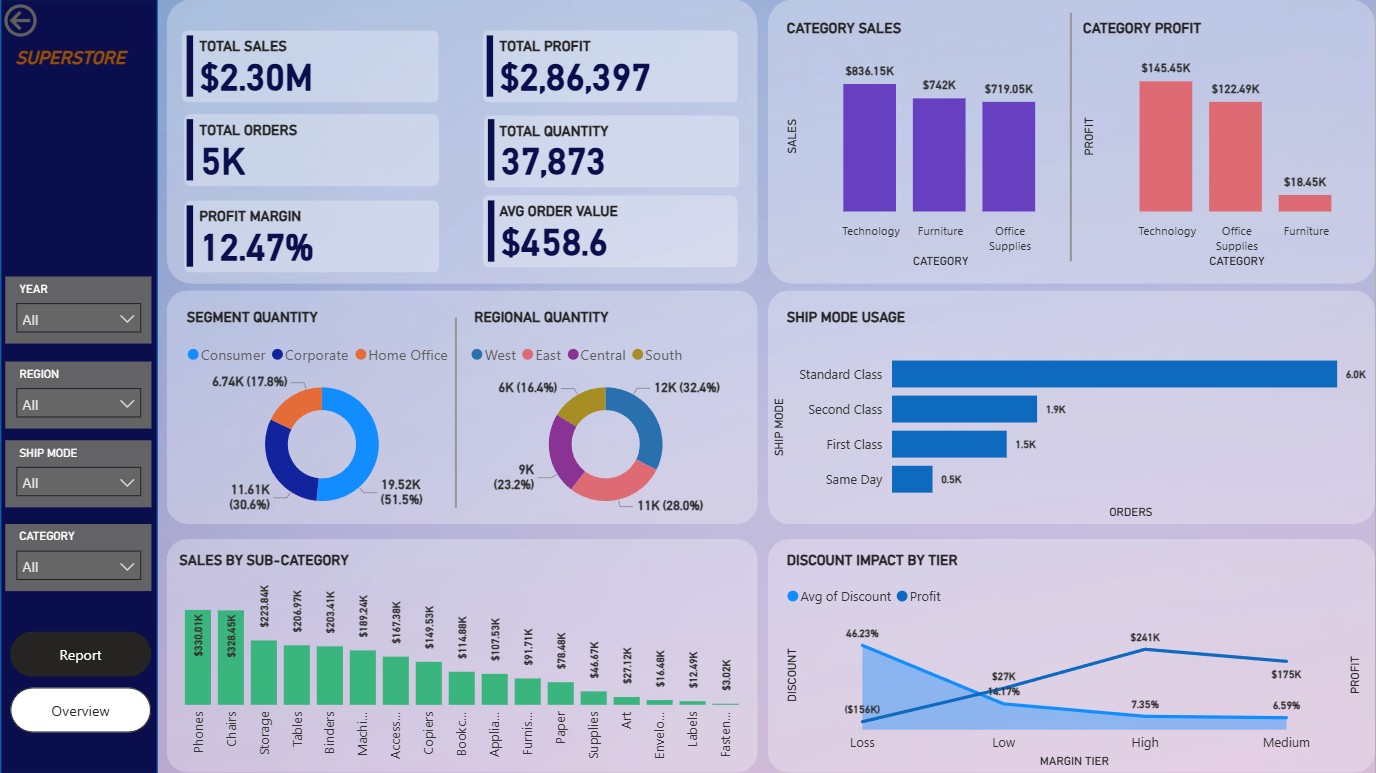 SUPERSTORE
YEAR
All
REGION
All
SHIP MODE
All
CATEGORY
All
Report
Overview
TOTAL SALES
$2.30M
TOTAL PROFIT
$2,86,397
TOTAL ORDERS
5K
TOTAL QUANTITY
37,873
PROFIT MARGIN
12.47%
AVG ORDER VALUE
$458.6
CATEGORY SALES
SALES
$836.15K
$742K
$719.05K
Technology
Furniture
Office
Supplies
CATEGORY
CATEGORY PROFIT
PROFIT
$145.45K
$122.49K
$18.45K
Technology
Office
Supplies
Furniture
CATEGORY
SEGMENT QUANTITY
Consumer Corporate Home Office
6.74K (17.8%)
11.61K
(30.6%)
19.52K
(51.5%)
REGIONAL QUANTITY
West East Central South
6K (16.4%)
12K (32.4%)
9K
(23.2%)
11K (28.0%)
SHIP MODE USAGE
SHIP MODE
Standard Class 6.0K
Second Class 1.9K
First Class 1.5K
Same Day 0.5K
ORDERS
SALES BY SUB-CATEGORY
$330.01K
$328.45K
$223.84K
$206.97K
$203.41K
$189.24K
$167.38K
$149.53K
$114.88K
$107.53K
$91.71K
$78.48K
$46.67K
$27.12K
$16.48K
$12.49K
$3.02K
Phones
Chairs
Storage
Tables
Binders
Machi...
Access...
Copiers
Bookc...
Applia...
Furnis...
Paper
Supplies
Art
Envelo...
Labels
Fasten...
DISCOUNT IMPACT BY TIER
Avg of Discount Profit
DISCOUNT
PROFIT
46.23%
14.17%
7.35%
6.59%
($156K)
$27K
$241K
$175K
Loss
Low
High
Medium
MARGIN TIER